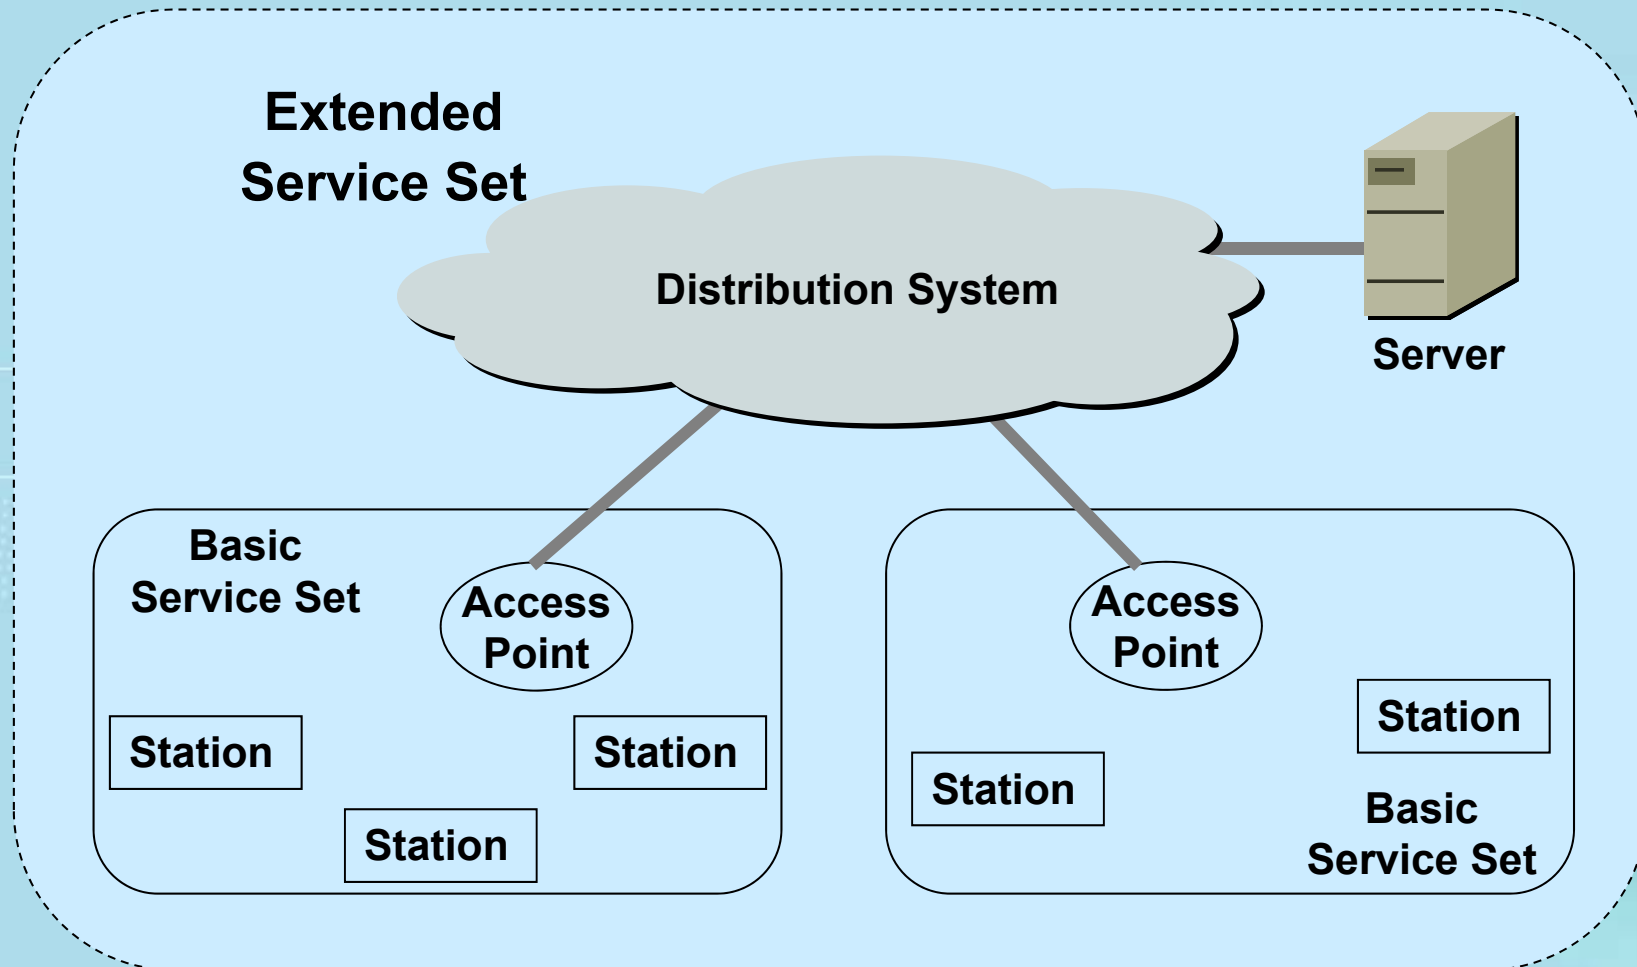 Extended
Service Set
Distribution System
Server
Basic
Service Set
Access
Point
Station
Station
Station
Access
Point
Station
Station
Basic
Service Set